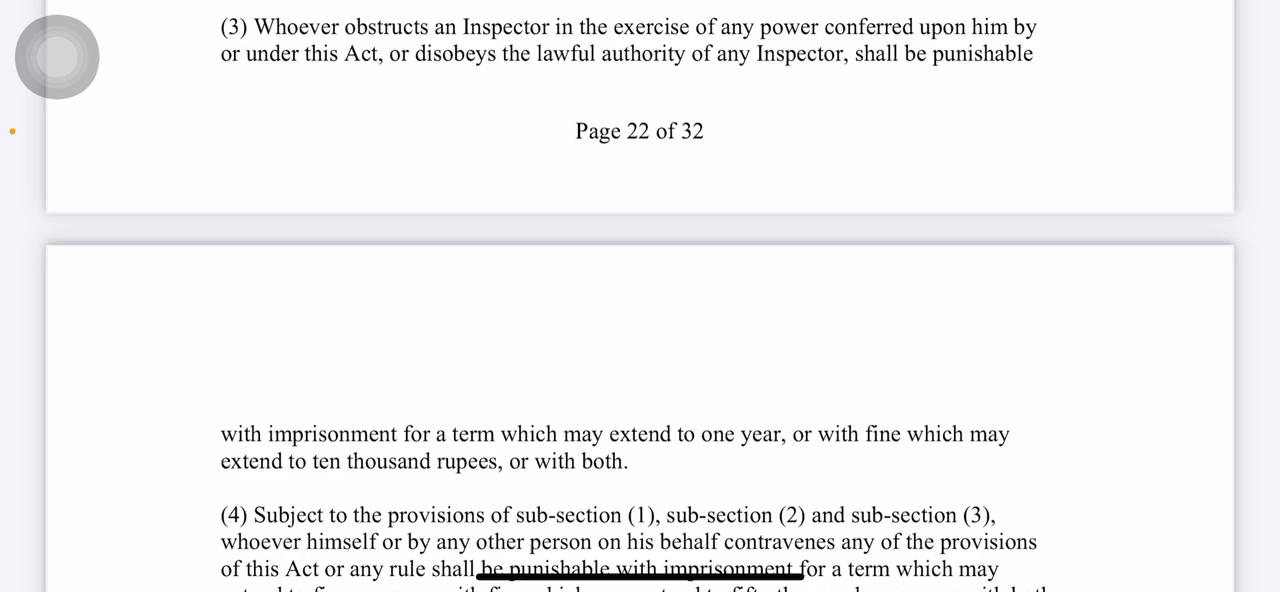 (3) Whoever obstructs an Inspector in the exercise of any power conferred upon him by
or under this Act, or disobeys the lawful authority of any Inspector, shall be punishable
Page 22 of 32
with imprisonment for a term which may extend to one year, or with fine which may
extend to ten thousand rupees, or with both.
(4) Subject to the provisions of sub-section (1), sub-section (2) and sub-section (3),
whoever himself or by any other person on his behalf contravenes any of the provisions
of this Act or any rule shall be punishable with imprisonment for a term which may